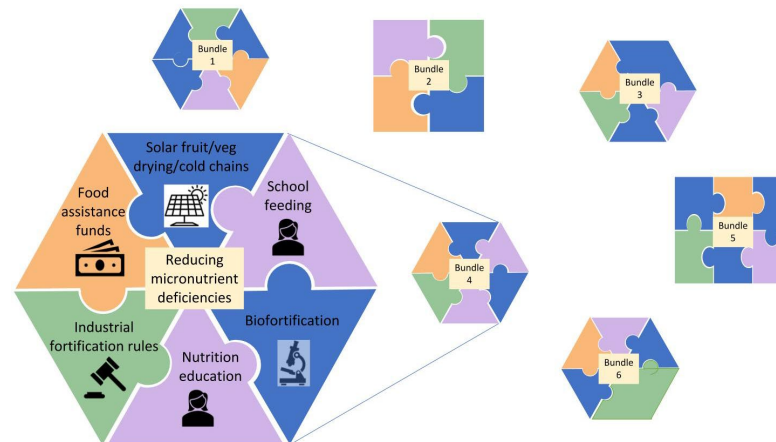 Bundle
1
Bundle
2
Bundle
3
Solar fruit/veg
drying/cold chains
School
feeding
Food
assistance
funds
Reducing
micronutrient
deficiencies
Biofortification
Industrial
fortification rules
Nutrition
education
Bundle
4
Bundle
5
Bundle
6